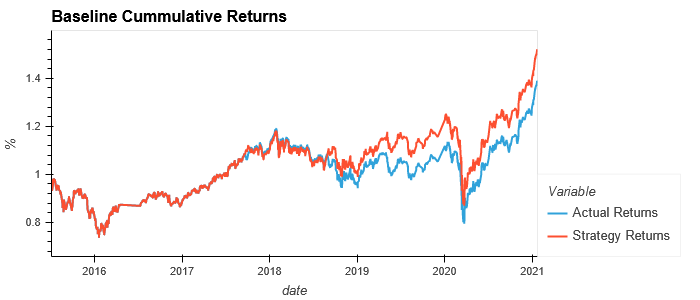 Baseline Cummulative Returns
1.4
1.2
1
0.8
%
2016
2017
2018
2019
2020
2021
date
Variable
Actual Returns
Strategy Returns